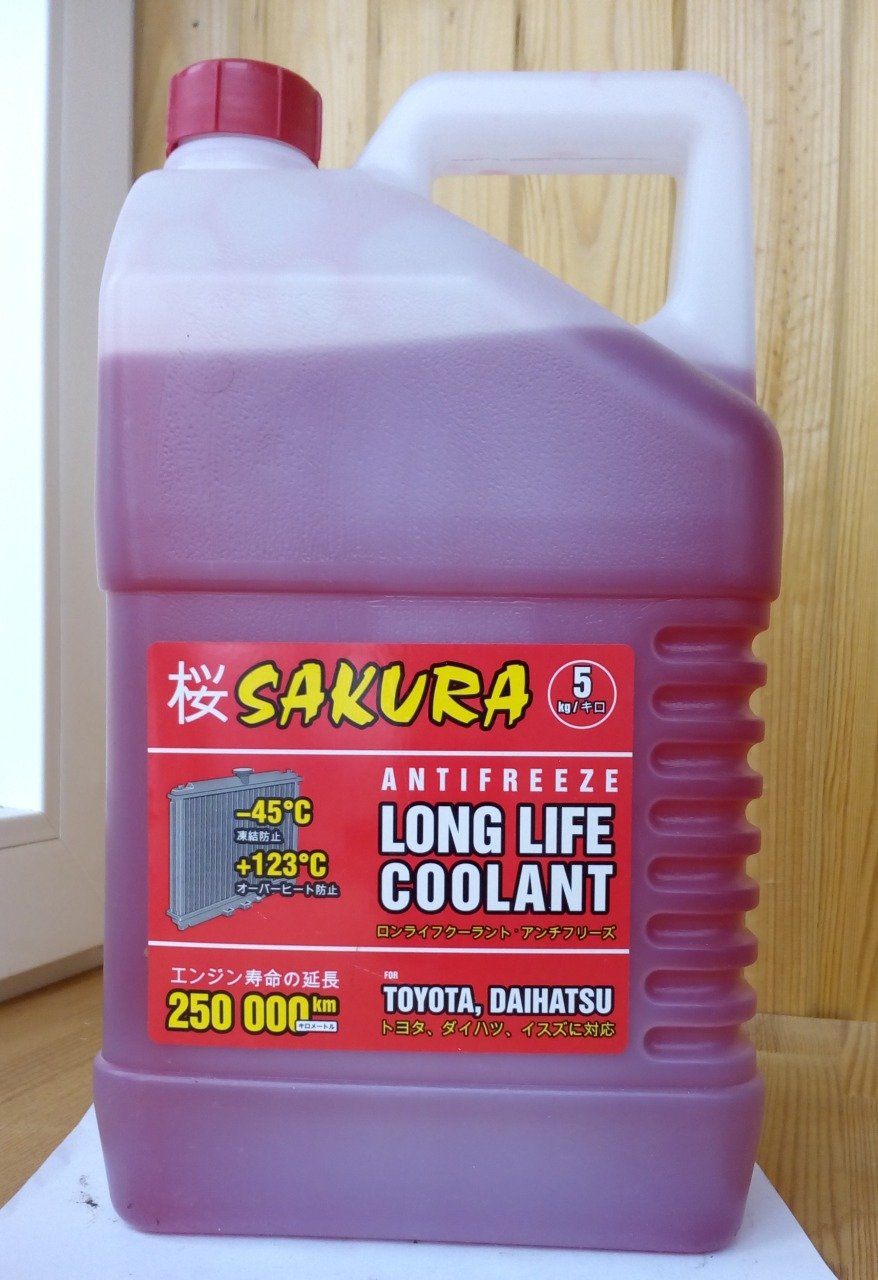 桜 SAKURA
5
kg / キロ
ANTIFREEZE
LONG LIFE
COOLANT
ロンライフクーラント・アンチフリーズ
–45°C
凍結防止
+123°C
オーバーヒート防止
エンジン寿命の延長
250 000 km
キロメートル
FOR
TOYOTA, DAIHATSU
トヨタ、ダイハツ、イスズに対応